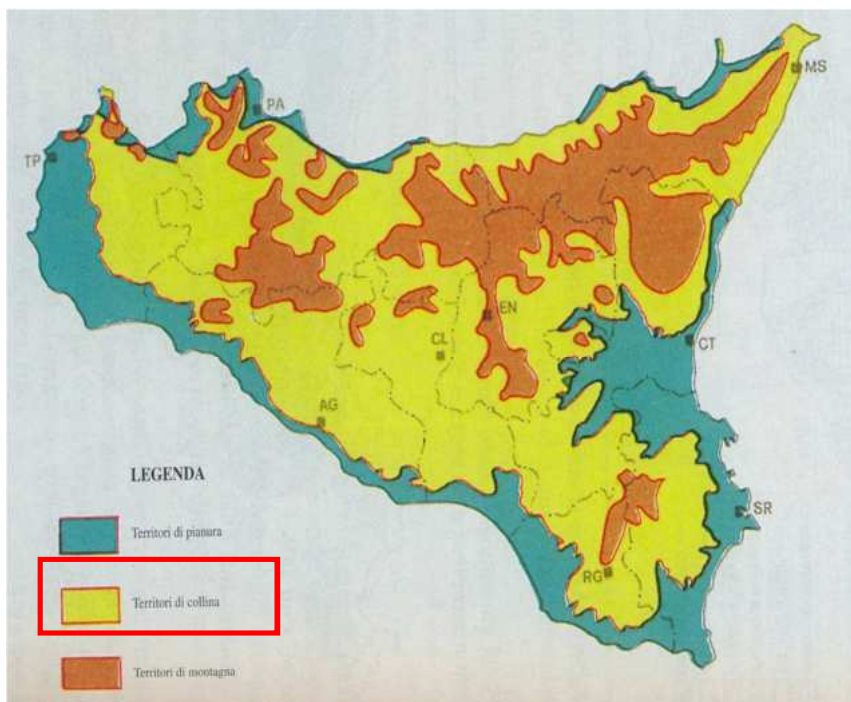 MS
PA
TP
EN
CL
CT
AG
SR
RG
LEGENDA
Territori di pianura
Territori di collina
Territori di montagna